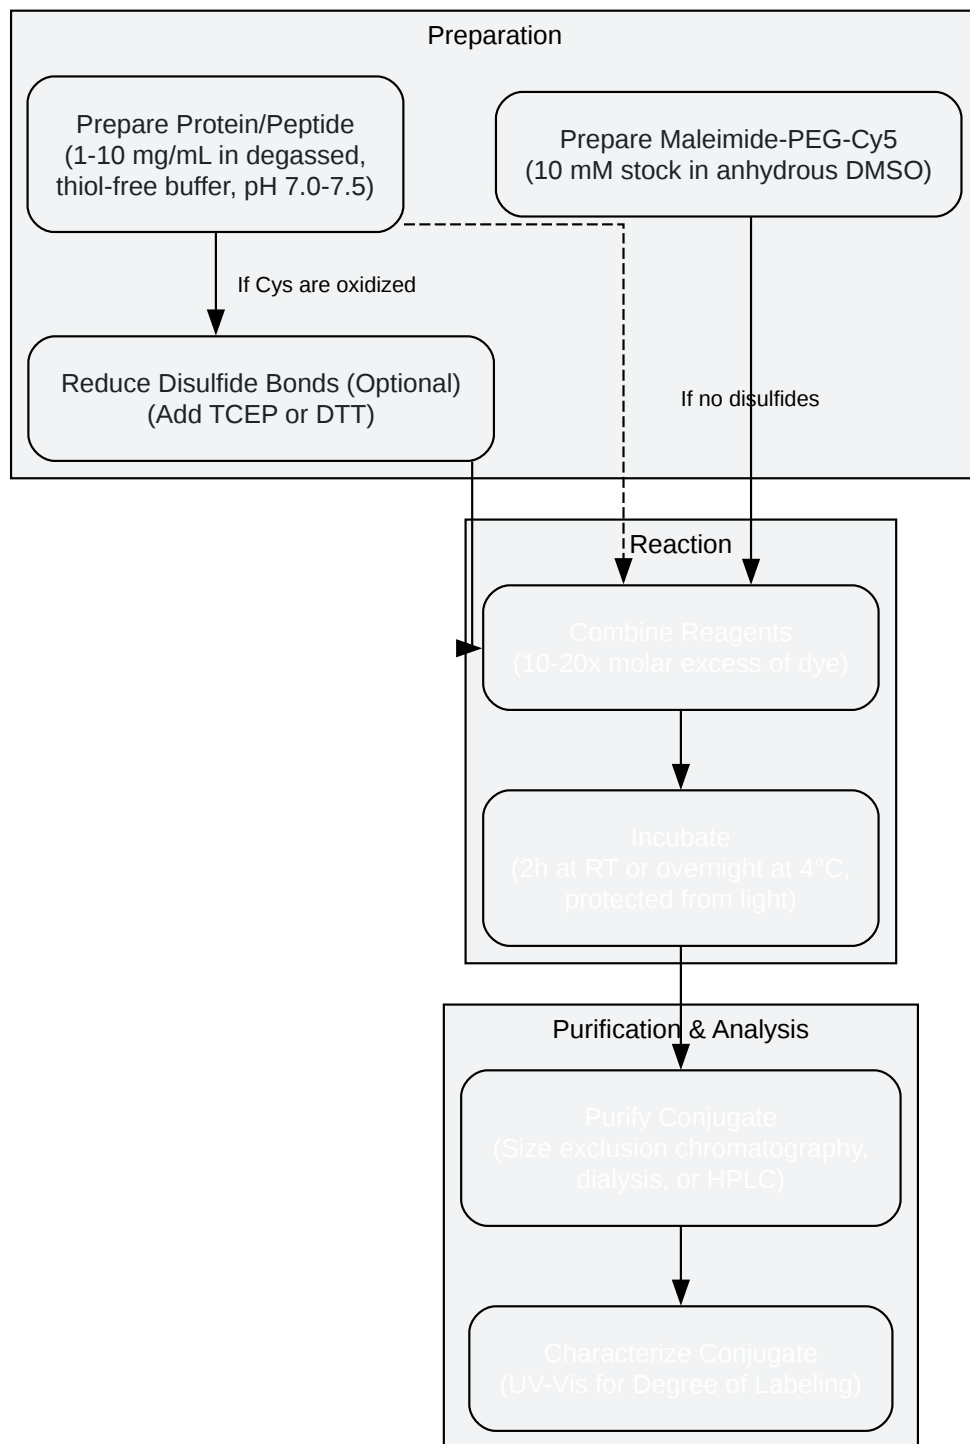 Preparation
Prepare Protein/Peptide
(1-10 mg/mL in degassed,
thiol-free buffer, pH 7.0-7.5)
Prepare Maleimide-PEG-Cy5
(10 mM stock in anhydrous DMSO)
If Cys are oxidized
Reduce Disulfide Bonds (Optional)
(Add TCEP or DTT)
If no disulfides
Reaction
Combine Reagents
(10-20x molar excess of dye)
Incubate
(2h at RT or overnight at 4°C,
protected from light)
Purification & Analysis
Purify Conjugate
(Size exclusion chromatography,
dialysis, or HPLC)
Characterize Conjugate
(UV-Vis for Degree of Labeling)